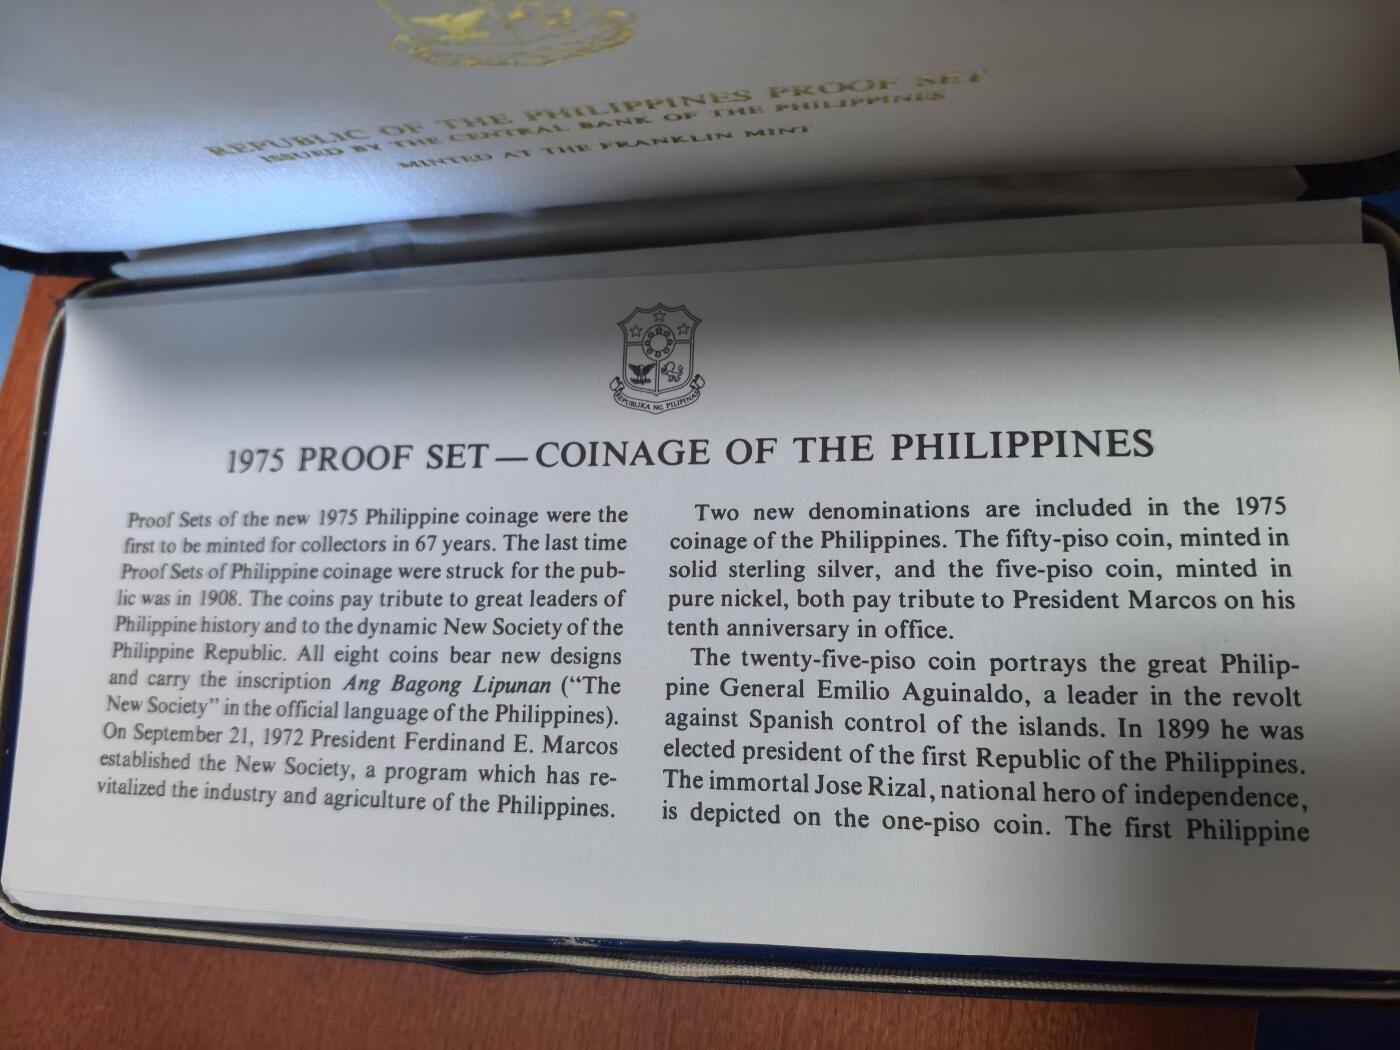 REPUBLIC OF THE PHILIPPINES PROOF SET
ISSUED BY THE CENTRAL BANK OF THE PHILIPPINES
MINTED AT THE FRANKLIN MINT
REPUBLIKA NG PILIPINAS
1975 PROOF SET—COINAGE OF THE PHILIPPINES
Proof Sets of the new 1975 Philippine coinage were the
first to be minted for collectors in 67 years. The last time
Proof Sets of Philippine coinage were struck for the pub-
lic was in 1908. The coins pay tribute to great leaders of
Philippine history and to the dynamic New Society of the
Philippine Republic. All eight coins bear new designs
and carry the inscription Ang Bagong Lipunan (“The
New Society” in the official language of the Philippines).
On September 21, 1972 President Ferdinand E. Marcos
established the New Society, a program which has re-
vitalized the industry and agriculture of the Philippines.
Two new denominations are included in the 1975
coinage of the Philippines. The fifty-piso coin, minted in
solid sterling silver, and the five-piso coin, minted in
pure nickel, both pay tribute to President Marcos on his
tenth anniversary in office.
The twenty-five-piso coin portrays the great Philip-
pine General Emilio Aguinaldo, a leader in the revolt
against Spanish control of the islands. In 1899 he was
elected president of the first Republic of the Philippines.
The immortal Jose Rizal, national hero of independence,
is depicted on the one-piso coin. The first Philippine